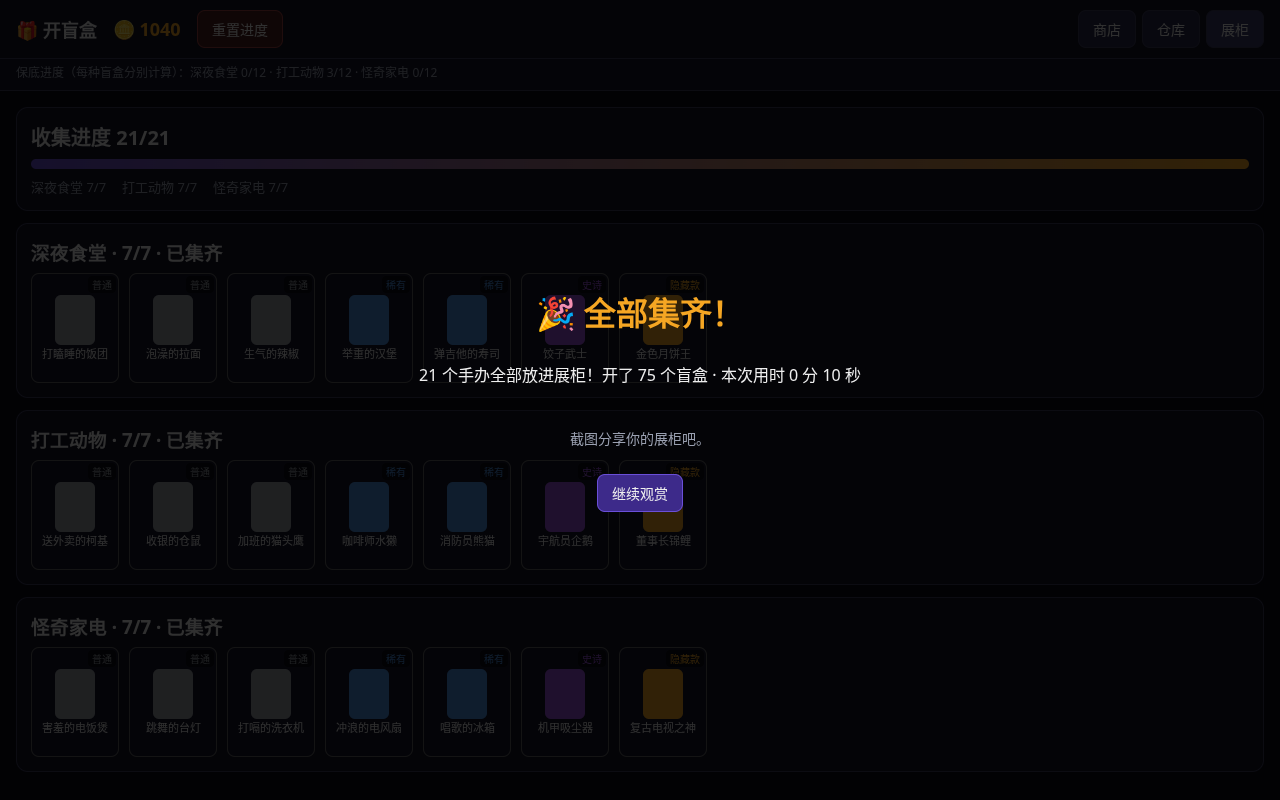 🎁 开盲盒 🪙 1040 重置进度 商店 仓库 展柜
保底进度（每种盲盒分别计算）：深夜食堂 0/12 · 打工动物 3/12 · 怪奇家电 0/12
收集进度 21/21
深夜食堂 7/7 打工动物 7/7 怪奇家电 7/7
深夜食堂 · 7/7 · 已集齐
普通 普通 普通 稀有 稀有 史诗 隐藏款
🎉 全部集齐！
打瞌睡的饭团 泡澡的拉面 生气的辣椒 举重的汉堡 弹吉他的寿司 饺子武士 金色月饼王
21 个手办全部放进展柜！开了 75 个盲盒 · 本次用时 0 分 10 秒
打工动物 · 7/7 · 已集齐
截图分享你的展柜吧。
普通 普通 普通 稀有 稀有 史诗 隐藏款
继续观赏
送外卖的柯基 收银的仓鼠 加班的猫头鹰 咖啡师水獭 消防员熊猫 宇航员企鹅 董事长锦鲤
怪奇家电 · 7/7 · 已集齐
普通 普通 普通 稀有 稀有 史诗 隐藏款
害羞的电饭煲 跳舞的台灯 打嗝的洗衣机 冲浪的电风扇 唱歌的冰箱 机甲吸尘器 复古电视之神